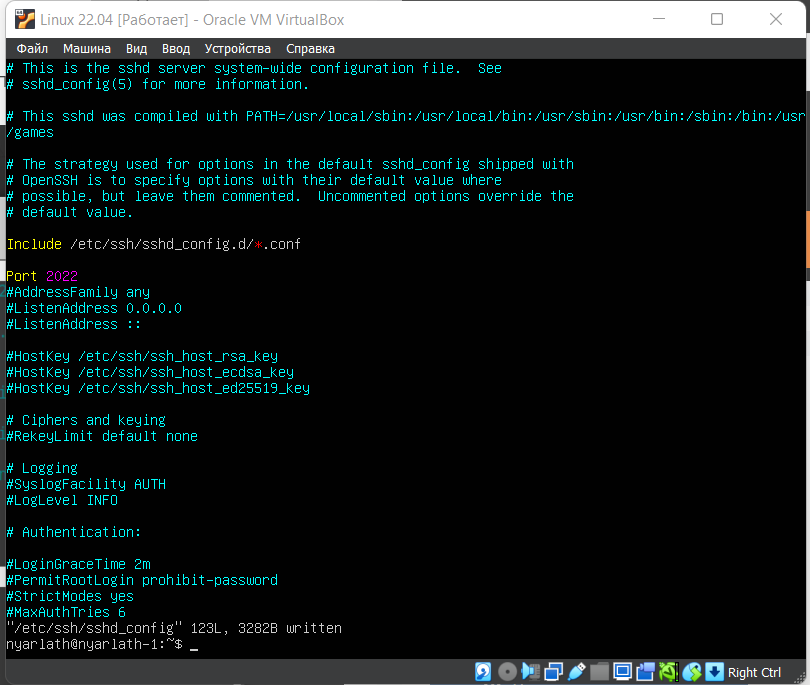 Linux 22.04 [Работает] - Oracle VM VirtualBox
Файл Машина Вид Ввод Устройства Справка
# This is the sshd server system-wide configuration file.  See
# sshd_config(5) for more information.

# This sshd was compiled with PATH=/usr/local/sbin:/usr/local/bin:/usr/sbin:/usr/bin:/sbin:/bin:/usr
/games

# The strategy used for options in the default sshd_config shipped with
# OpenSSH is to specify options with their default value where
# possible, but leave them commented.  Uncommented options override the
# default value.

Include /etc/ssh/sshd_config.d/*.conf

Port 2022
#AddressFamily any
#ListenAddress 0.0.0.0
#ListenAddress ::

#HostKey /etc/ssh/ssh_host_rsa_key
#HostKey /etc/ssh/ssh_host_ecdsa_key
#HostKey /etc/ssh/ssh_host_ed25519_key

# Ciphers and keying
#RekeyLimit default none

# Logging
#SyslogFacility AUTH
#LogLevel INFO

# Authentication:

#LoginGraceTime 2m
#PermitRootLogin prohibit-password
#StrictModes yes
#MaxAuthTries 6
"/etc/ssh/sshd_config" 123L, 3282B written
nyarlath@nyarlath-1:~$ _
Right Ctrl